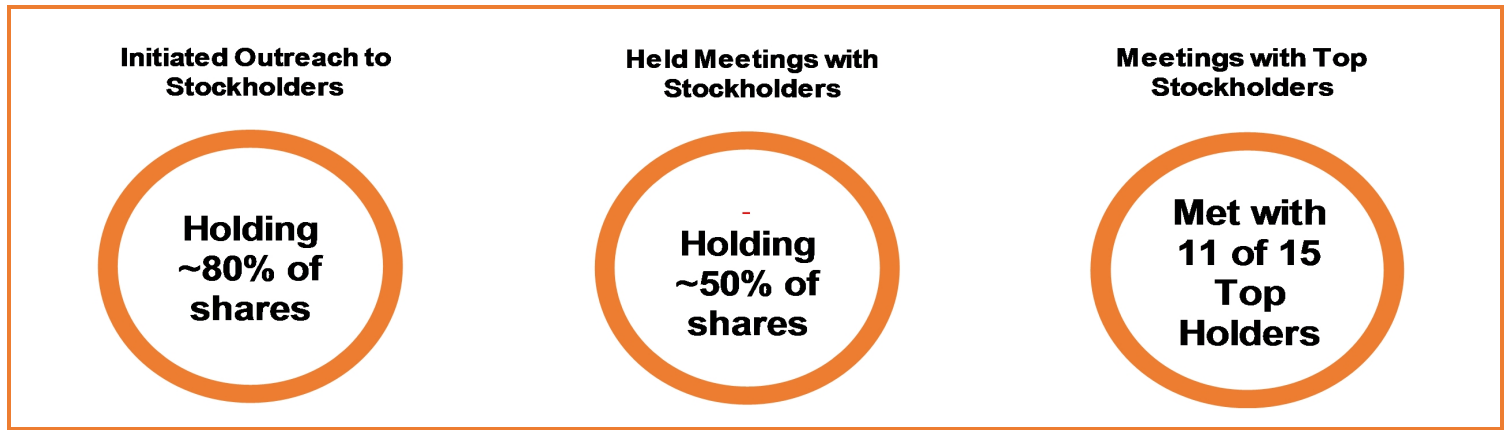 Initiated Outreach to
Stockholders
Holding
~80% of
shares
Held Meetings with
Stockholders
-
Holding
~50% of
shares
Meetings with Top
Stockholders
Met with
11 of 15
Top
Holders